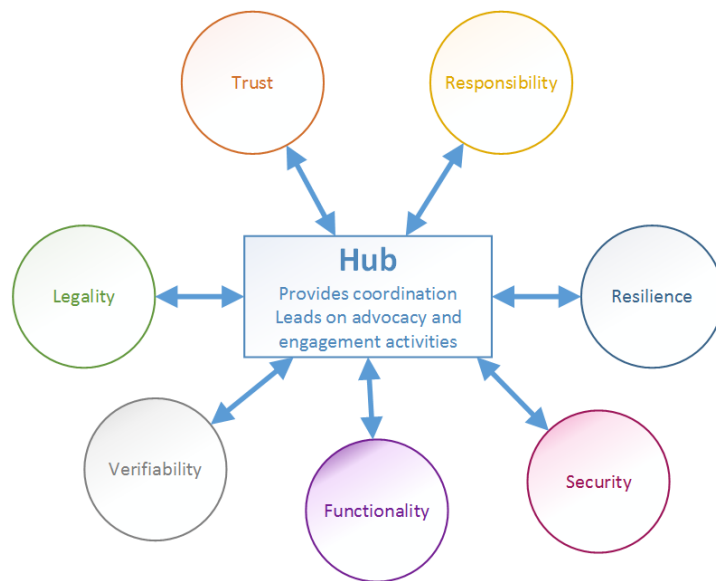 Trust
Responsibility
Hub
Provides coordination
Leads on advocacy and
engagement activities
Legality
Resilience
Verifiability
Functionality
Security